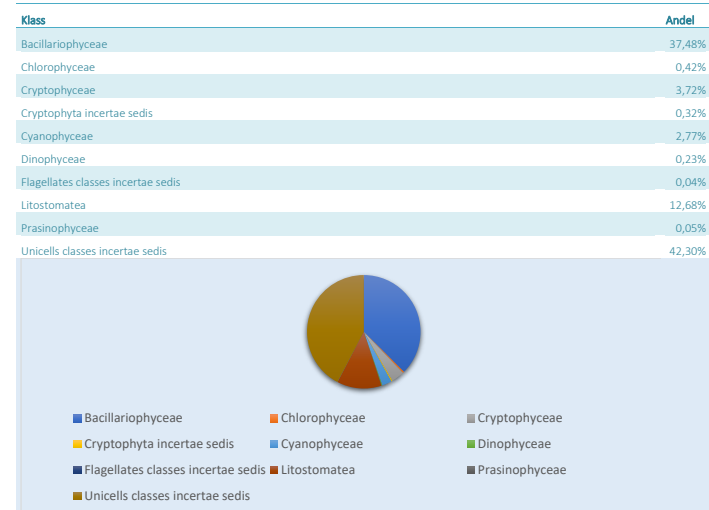 Klass Andel
Bacillariophyceae 37,48%
Chlorophyceae 0,42%
Cryptophyceae 3,72%
Cryptophyta incertae sedis 0,32%
Cyanophyceae 2,77%
Dinophyceae 0,23%
Flagellates classes incertae sedis 0,04%
Litostomatea 12,68%
Prasinophyceae 0,05%
Unicells classes incertae sedis 42,30%
Bacillariophyceae Chlorophyceae Cryptophyceae
Cryptophyta incertae sedis Cyanophyceae Dinophyceae
Flagellates classes incertae sedis Litostomatea Prasinophyceae
Unicells classes incertae sedis